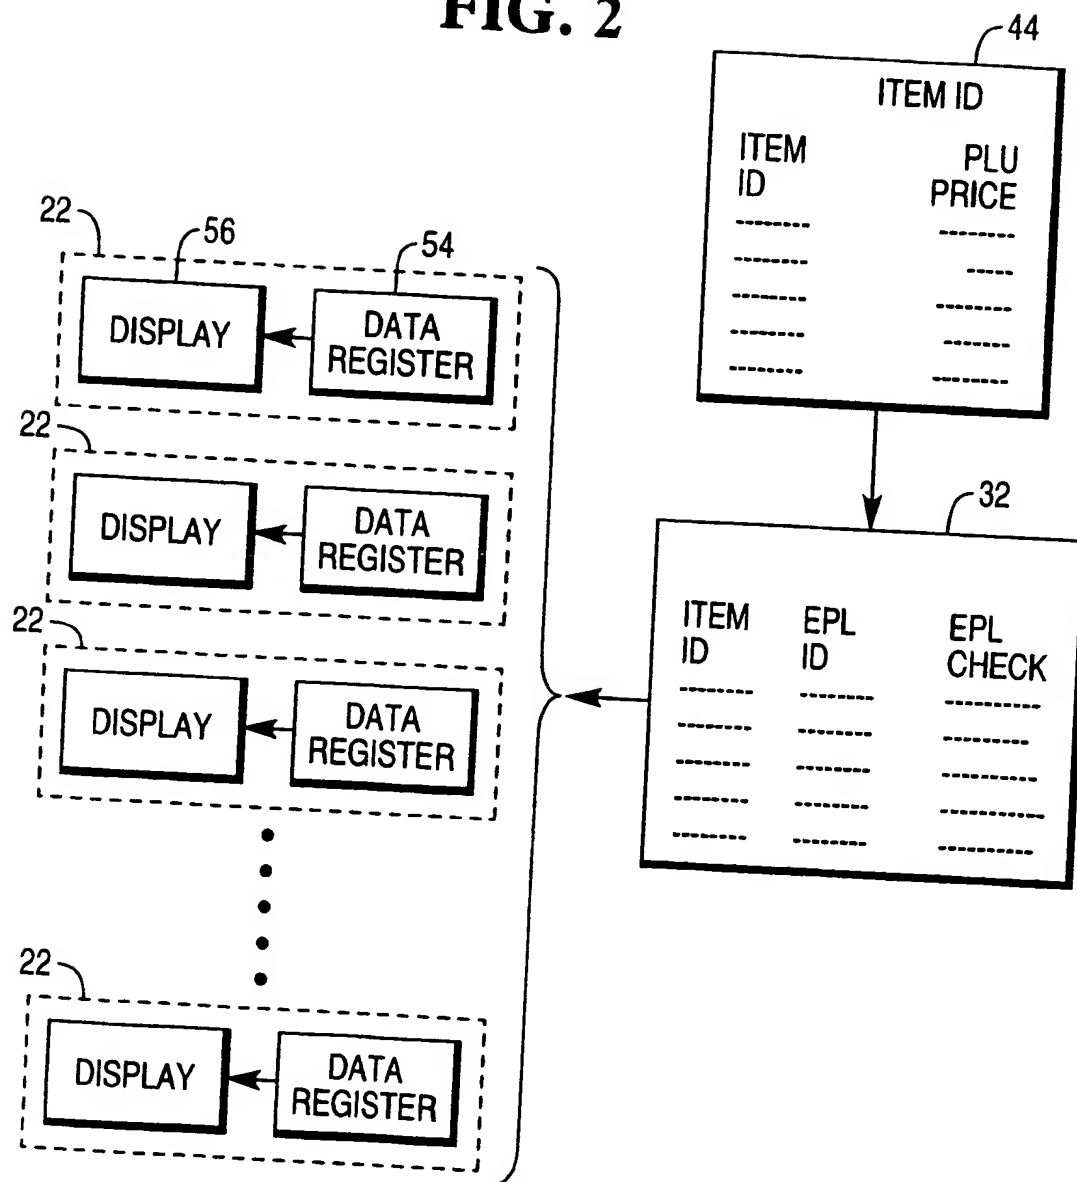 FIG. 2
44
ITEM ID
ITEM
ID
PLU
PRICE
22
56
54
DISPLAY
DATA
REGISTER
22
DISPLAY
DATA
REGISTER
32
ITEM
ID
EPL
ID
EPL
CHECK
22
DISPLAY
DATA
REGISTER
22
DISPLAY
DATA
REGISTER